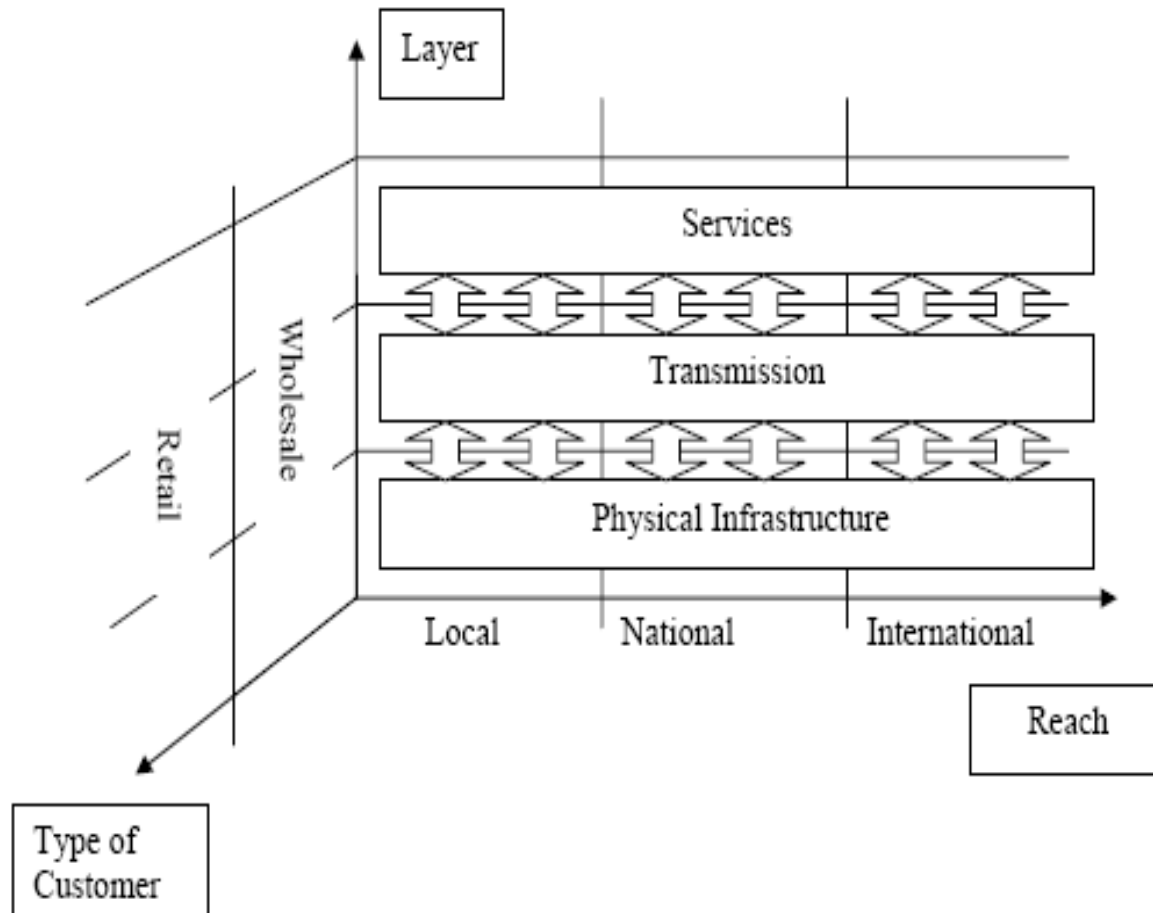 Layer
Services
Wholesale
Transmission
Retail
Physical Infrastructure
Local
National
International
Reach
Type of
Customer